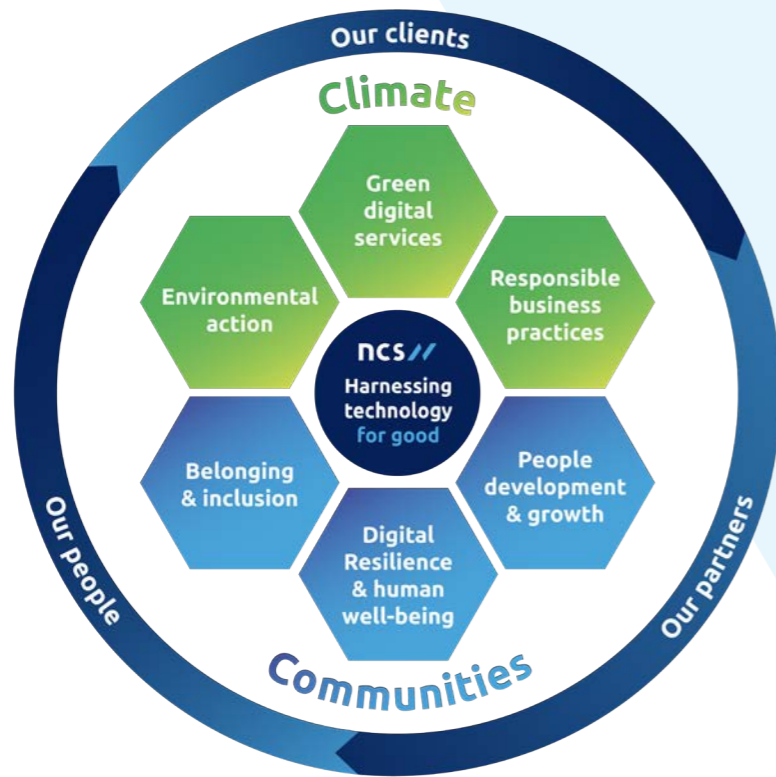 Our clients
Climate
Green
digital
services
Environmental
action
Responsible
business
practices
ncs//
Harnessing
technology
for good
Belonging
& inclusion
People
development
& growth
Digital
Resilience
& human
well-being
Our people
Our partners
Communities